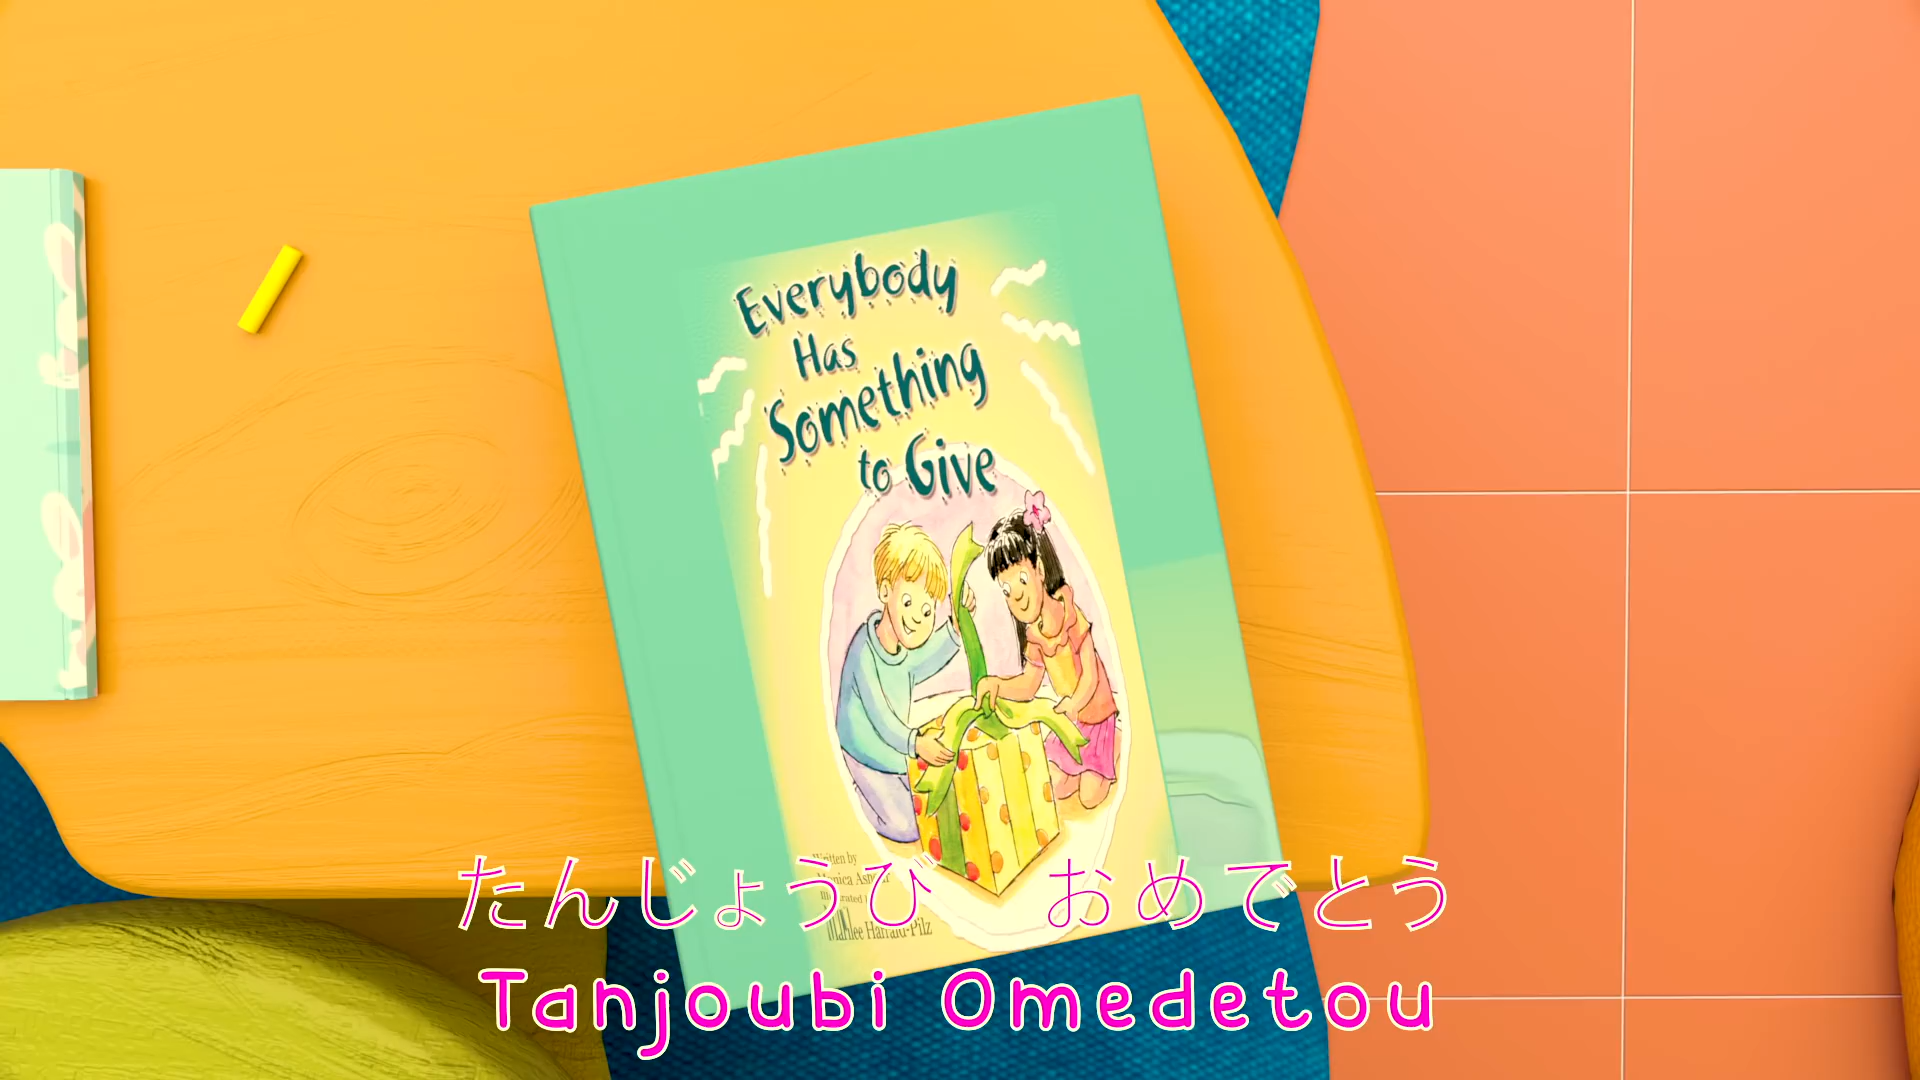 Everybody
Has
Something
to Give
Written by
Monica
たんじょうび　おめでとう
Tanjoubi Omedetou